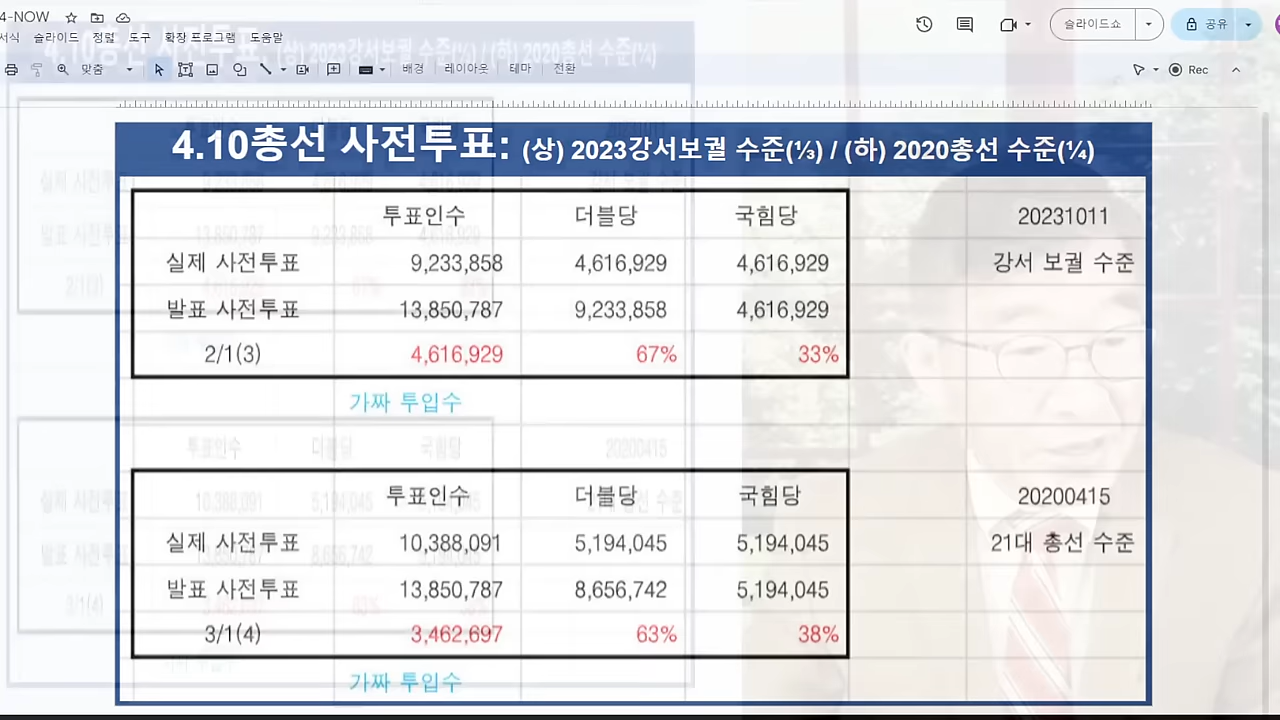 4-NOW
서식 슬라이드 정렬 도구 확장 프로그램 도움말
슬라이드쇼
공유
맞춤
배경 레이아웃 테마 전환
Rec
4.10총선 사전투표: (상) 2023강서보궐 수준(⅓) / (하) 2020총선 수준(¼)
투표인수 더블당 국힘당 20231011
실제 사전투표 9,233,858 4,616,929 4,616,929 강서 보궐 수준
발표 사전투표 13,850,787 9,233,858 4,616,929
2/1(3) 4,616,929 67% 33%
가짜 투입수
투표인수 더블당 국힘당 20200415
실제 사전투표 10,388,091 5,194,045 5,194,045 21대 총선 수준
발표 사전투표 13,850,787 8,656,742 5,194,045
3/1(4) 3,462,697 63% 38%
가짜 투입수